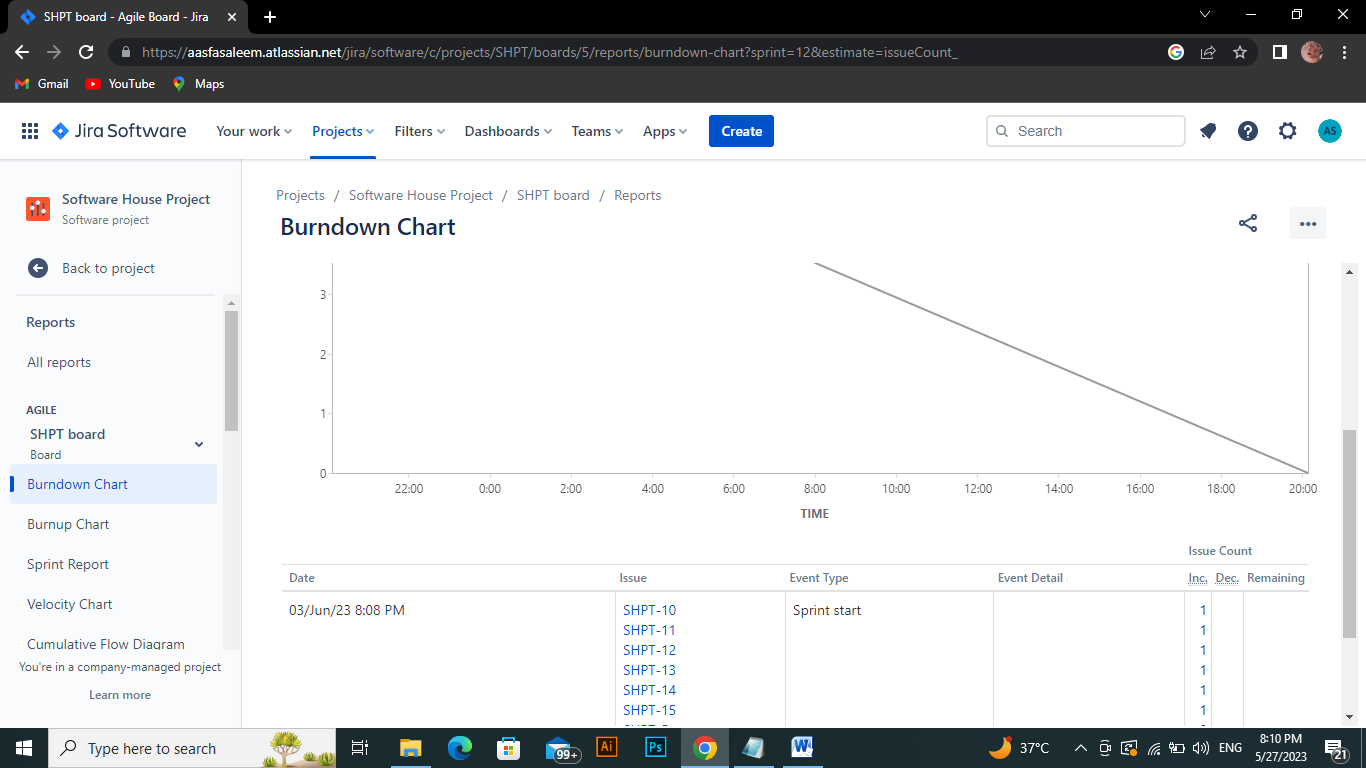 SHPT board - Agile Board - Jira
https://aasfasaleem.atlassian.net/jira/software/c/projects/SHPT/boards/5/reports/burndown-chart?sprint=12&estimate=issueCount_
Gmail YouTube Maps
Jira Software Your work Projects Filters Dashboards Teams Apps Create Search AS
Software House Project
Software project
Back to project
Reports
All reports
AGILE
SHPT board
Board
Burndown Chart
Burnup Chart
Sprint Report
Velocity Chart
Cumulative Flow Diagram
You're in a company-managed project
Learn more
Projects / Software House Project / SHPT board / Reports
Burndown Chart
3
2
1
0
22:00 0:00 2:00 4:00 6:00 8:00 10:00 12:00 14:00 16:00 18:00 20:00
TIME
Issue Count
Date Issue Event Type Event Detail Inc. Dec. Remaining
03/Jun/23 8:08 PM SHPT-10 Sprint start 1
SHPT-11 1
SHPT-12 1
SHPT-13 1
SHPT-14 1
SHPT-15 1
Type here to search 99+ Ai Ps W 37°C ENG 8:10 PM 21
5/27/2023